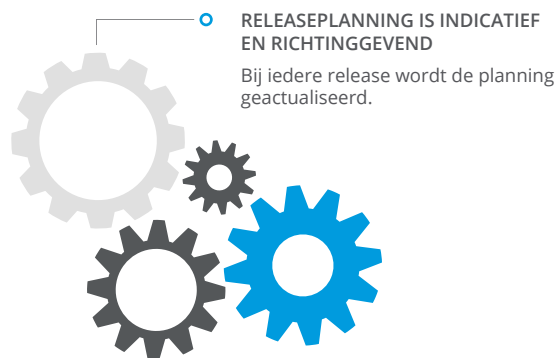 RELEASEPLANNING IS INDICATIEF
EN RICHTINGGEVEND
Bij iedere release wordt de planning
geactualiseerd.